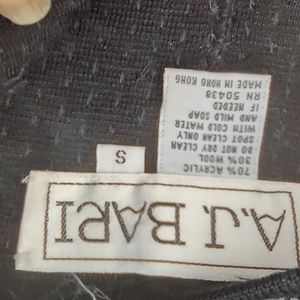 A.J. BARI
S
70% ACRYLIC
30% WOOL
DO NOT DRY CLEAN
SPOT CLEAN ONLY
WITH COLD WATER
AND MILD SOAP
IF NEEDED
RN 50438
MADE IN HONG KONG